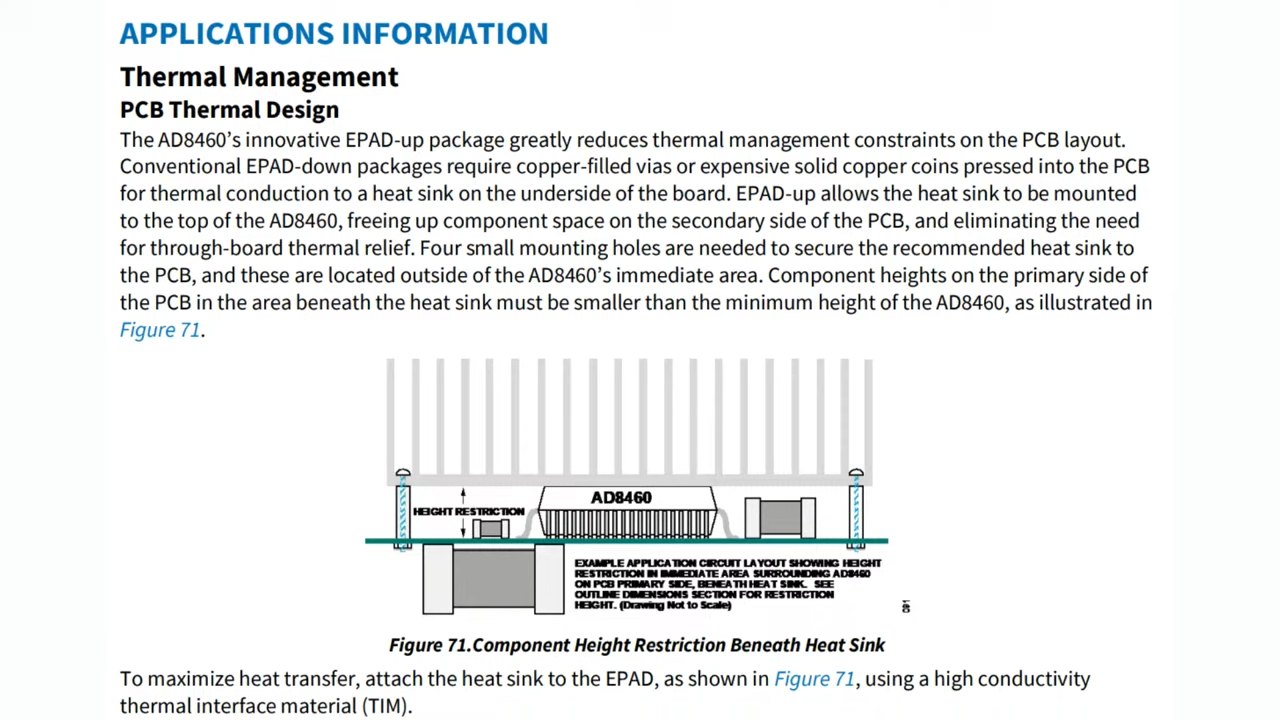 APPLICATIONS INFORMATION
Thermal Management
PCB Thermal Design
The AD8460’s innovative EPAD-up package greatly reduces thermal management constraints on the PCB layout.
Conventional EPAD-down packages require copper-filled vias or expensive solid copper coins pressed into the PCB
for thermal conduction to a heat sink on the underside of the board. EPAD-up allows the heat sink to be mounted
to the top of the AD8460, freeing up component space on the secondary side of the PCB, and eliminating the need
for through-board thermal relief. Four small mounting holes are needed to secure the recommended heat sink to
the PCB, and these are located outside of the AD8460’s immediate area. Component heights on the primary side of
the PCB in the area beneath the heat sink must be smaller than the minimum height of the AD8460, as illustrated in
Figure 71.
AD8460
HEIGHT RESTRICTION
EXAMPLE APPLICATION CIRCUIT LAYOUT SHOWING HEIGHT
RESTRICTION IN IMMEDIATE AREA SURROUNDING AD8460
ON PCB PRIMARY SIDE, BENEATH HEAT SINK. SEE
OUTLINE DIMENSIONS SECTION FOR RESTRICTION
HEIGHT. (Drawing Not to Scale)
Figure 71.Component Height Restriction Beneath Heat Sink
To maximize heat transfer, attach the heat sink to the EPAD, as shown in Figure 71, using a high conductivity
thermal interface material (TIM).